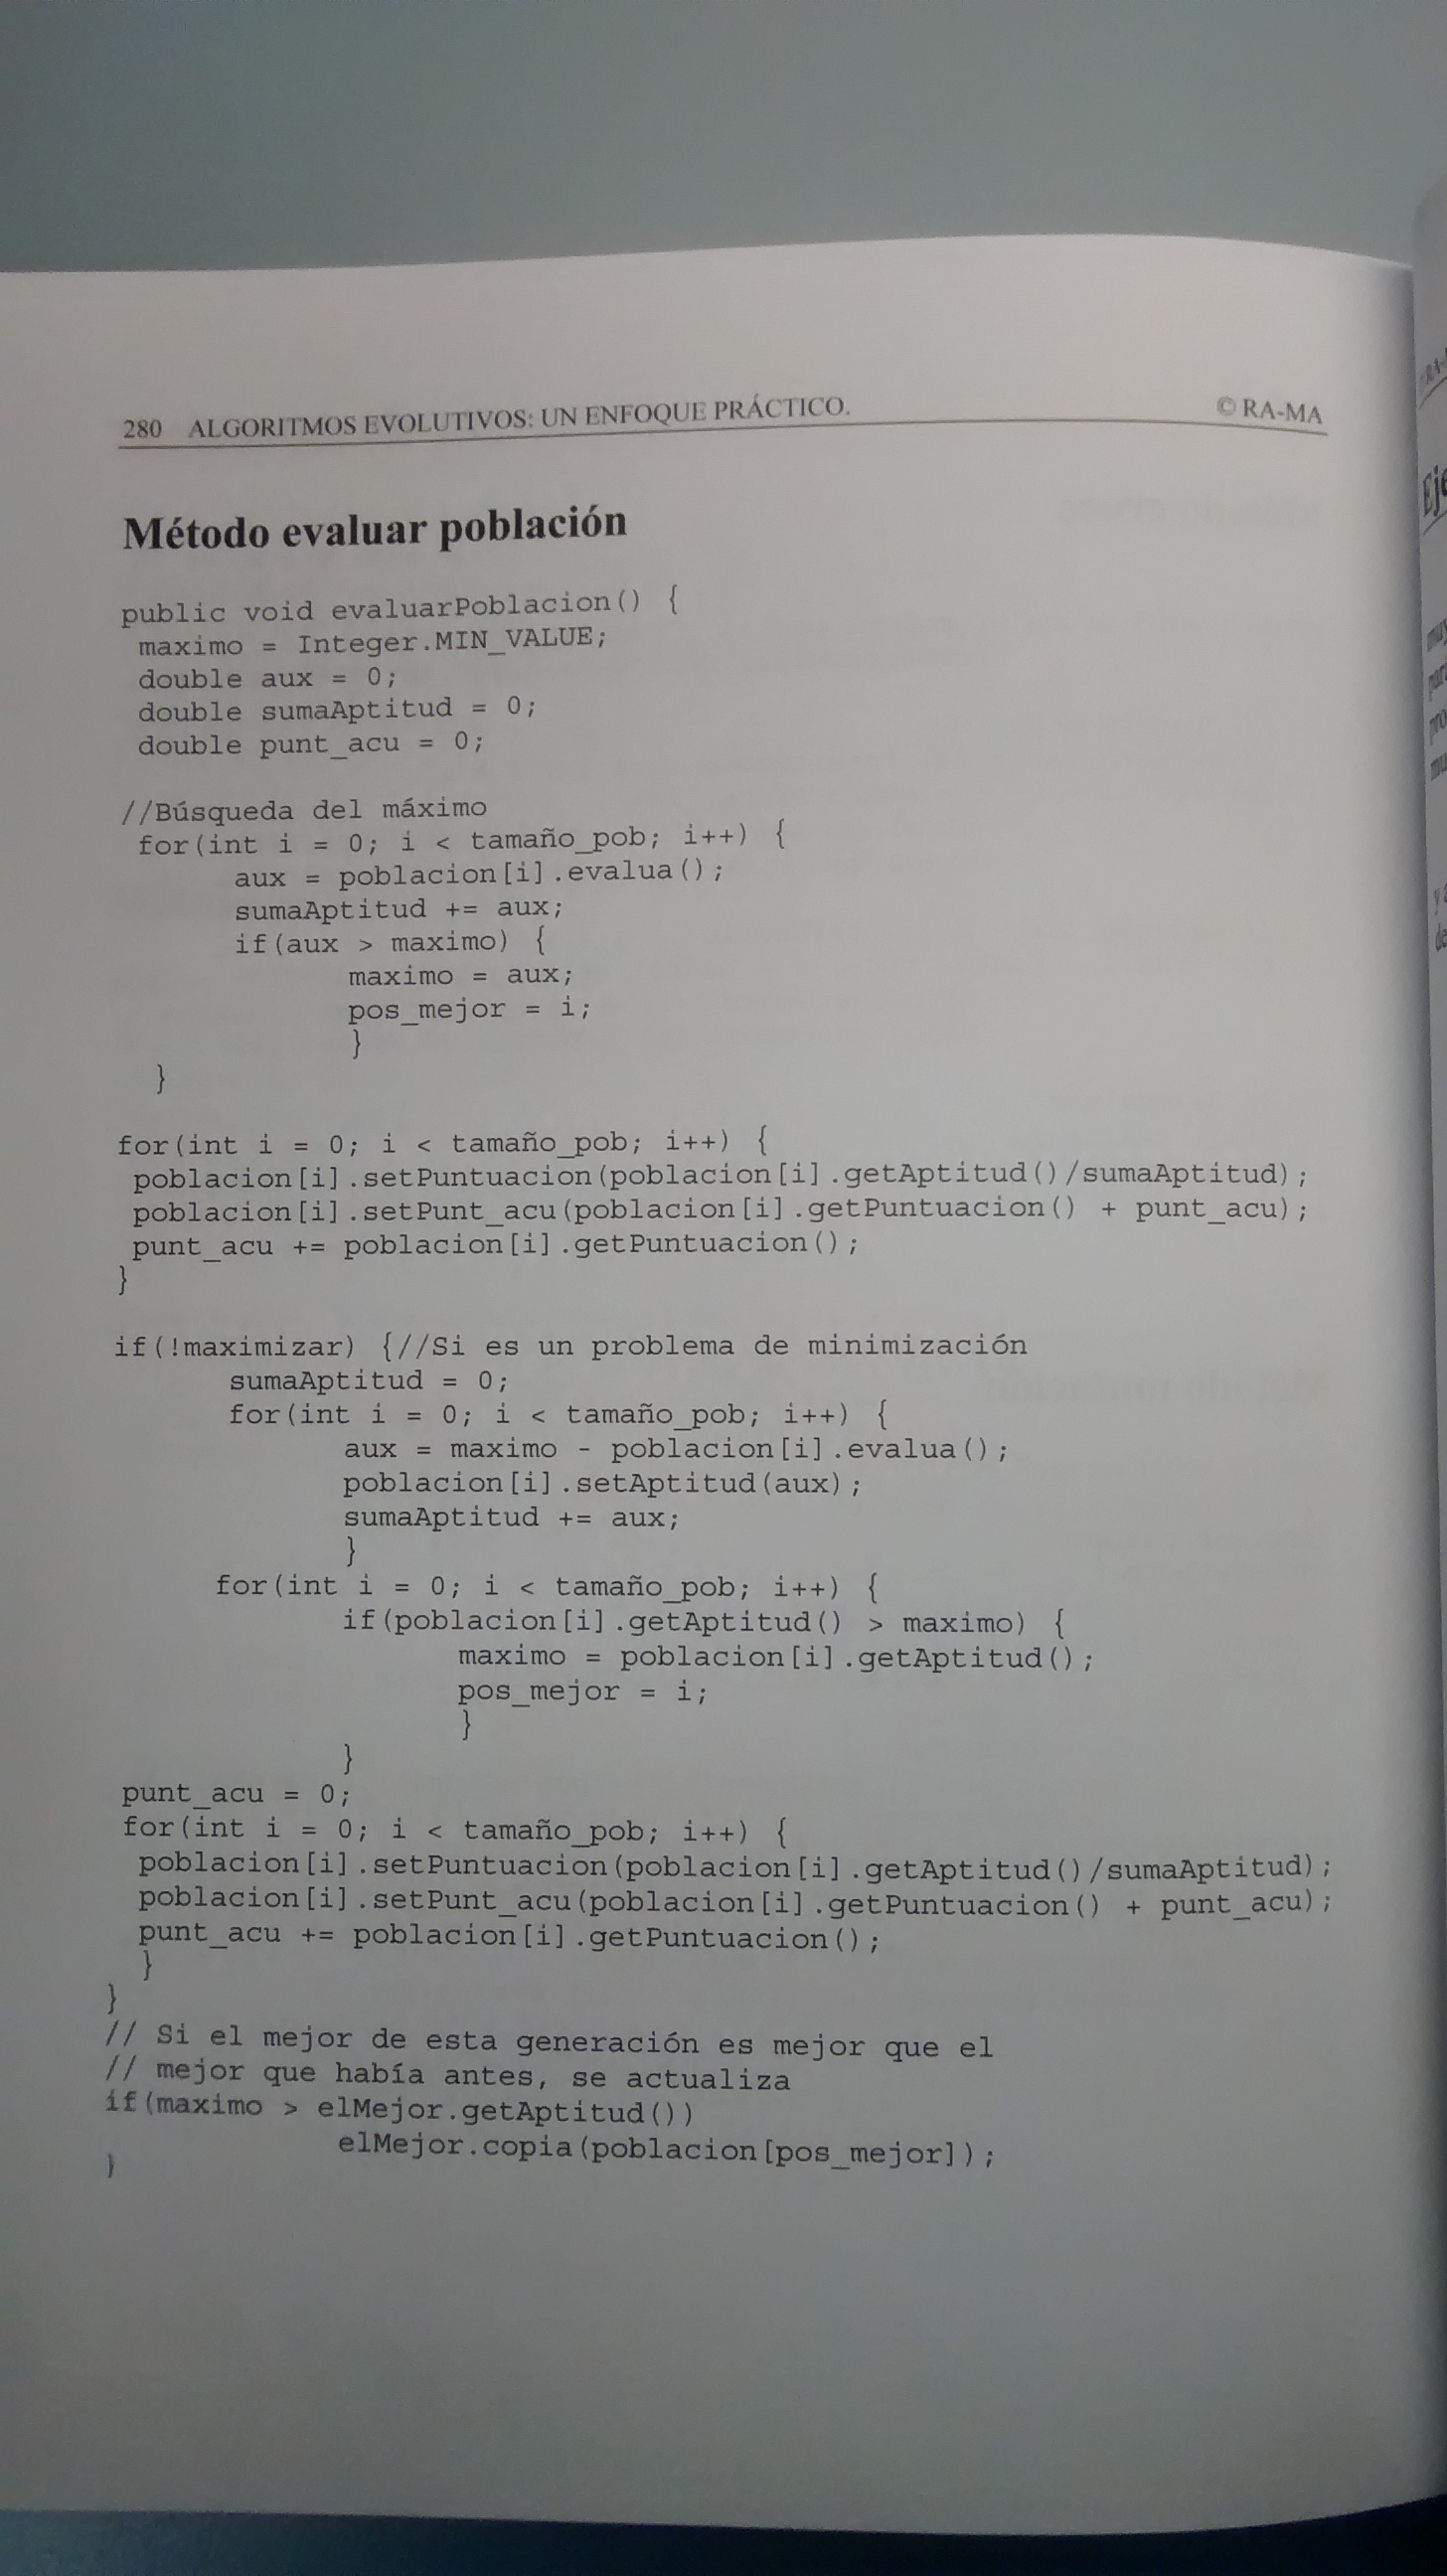 280 ALGORITMOS EVOLUTIVOS: UN ENFOQUE PRÁCTICO. © RA-MA
Método evaluar población
public void evaluarPoblacion() {
maximo = Integer.MIN_VALUE;
double aux = 0;
double sumaAptitud = 0;
double punt_acu = 0;
//Búsqueda del máximo
for(int i = 0; i < tamaño_pob; i++) {
aux = poblacion[i].evalua();
sumaAptitud += aux;
if(aux > maximo) {
maximo = aux;
pos_mejor = i;
}
}
for(int i = 0; i < tamaño_pob; i++) {
poblacion[i].setPuntuacion(poblacion[i].getAptitud()/sumaAptitud);
poblacion[i].setPunt_acu(poblacion[i].getPuntuacion() + punt_acu);
punt_acu += poblacion[i].getPuntuacion();
}
if(!maximizar) {//Si es un problema de minimización
sumaAptitud = 0;
for(int i = 0; i < tamaño_pob; i++) {
aux = maximo - poblacion[i].evalua();
poblacion[i].setAptitud(aux);
sumaAptitud += aux;
}
for(int i = 0; i < tamaño_pob; i++) {
if(poblacion[i].getAptitud() > maximo) {
maximo = poblacion[i].getAptitud();
pos_mejor = i;
}
}
punt_acu = 0;
for(int i = 0; i < tamaño_pob; i++) {
poblacion[i].setPuntuacion(poblacion[i].getAptitud()/sumaAptitud);
poblacion[i].setPunt_acu(poblacion[i].getPuntuacion() + punt_acu);
punt_acu += poblacion[i].getPuntuacion();
}
}
// Si el mejor de esta generación es mejor que el
// mejor que había antes, se actualiza
if(maximo > elMejor.getAptitud())
elMejor.copia(poblacion[pos_mejor]);
}